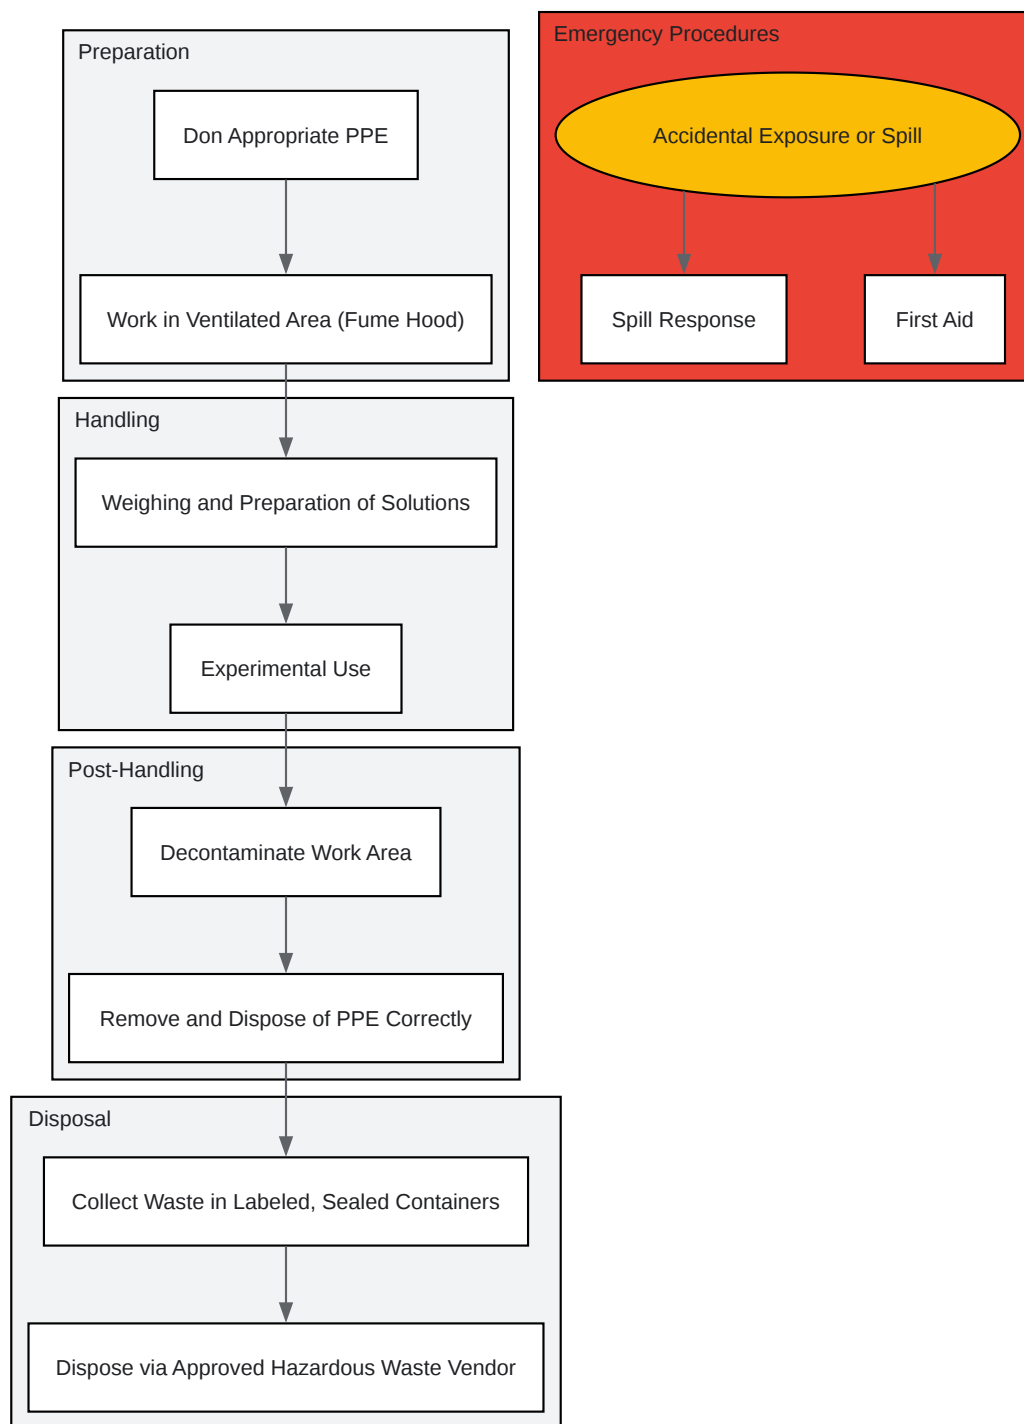 Preparation
Don Appropriate PPE
Work in Ventilated Area (Fume Hood)
Handling
Weighing and Preparation of Solutions
Experimental Use
Post-Handling
Decontaminate Work Area
Remove and Dispose of PPE Correctly
Disposal
Collect Waste in Labeled, Sealed Containers
Dispose via Approved Hazardous Waste Vendor
Emergency Procedures
Accidental Exposure or Spill
Spill Response
First Aid